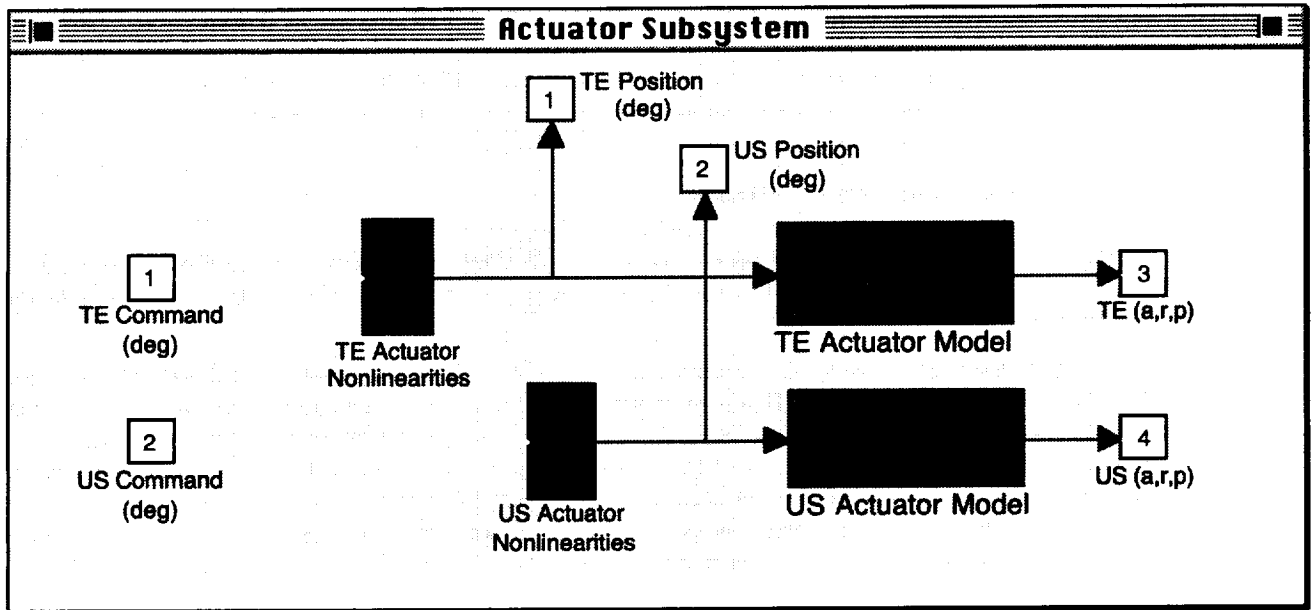 Actuator Subsystem
1
TE Position
(deg)
2
US Position
(deg)
1
TE Command
(deg)
TE Actuator
Nonlinearities
TE Actuator Model
3
TE (a,r,p)
2
US Command
(deg)
US Actuator
Nonlinearities
US Actuator Model
4
US (a,r,p)